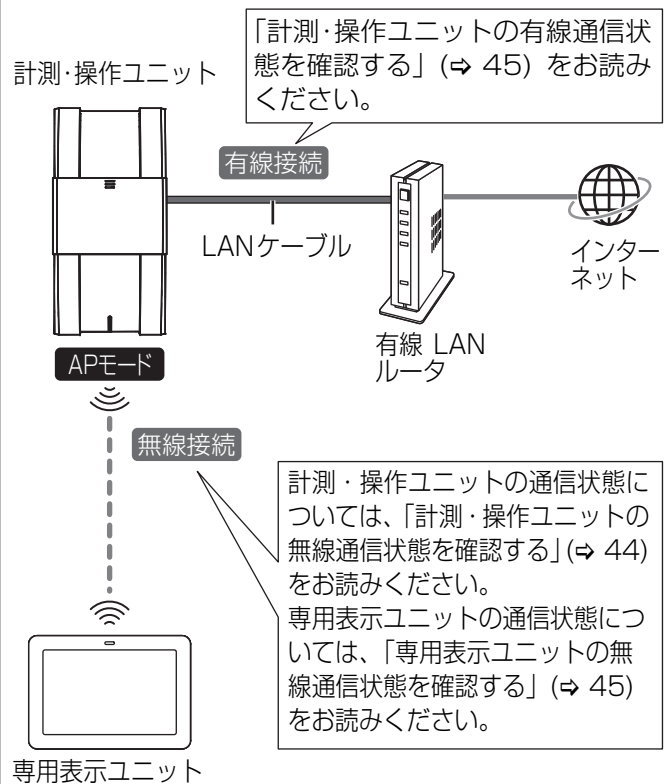 「計測・操作ユニットの有線通信状
態を確認する」(⇨ 45) をお読み
ください。
計測・操作ユニット
有線接続
LANケーブル
インター
ネット
有線 LAN
ルータ
APモード
無線接続
計測・操作ユニットの通信状態に
ついては、「計測・操作ユニットの
無線通信状態を確認する」(⇨ 44)
をお読みください。
専用表示ユニットの通信状態につ
いては、「専用表示ユニットの無
線通信状態を確認する」(⇨ 45)
をお読みください。
専用表示ユニット